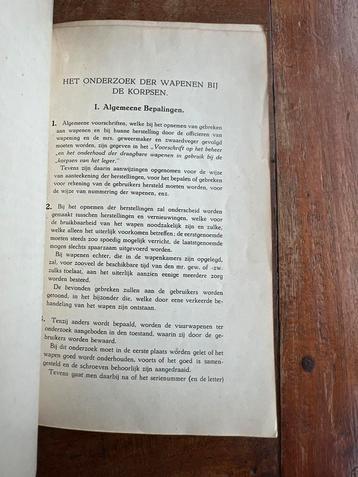 HET ONDERZOEK DER WAPENEN BIJ
DE KORPSEN.
I. Algemeene Bepalingen.
1. Algemeene voorschriften, welke bij het opnemen van gebreken
aan wapenen en bij hunne herstelling door de officieren van
wapening en de mrs. geweermaker en zwaardveger gevolgd
moeten worden, zijn gegeven in het „Voorschrift op het beheer
„en het onderhoud der draagbare wapenen in gebruik bij de
„korpsen van het leger."
Tevens zijn daarin aanwijzingen opgenomen voor de wijze
van aanteekening der herstellingen, voor het bepalen of, en zoo ja,
voor rekening van de gebruikers hersteld moeten worden, voor
de wijze van nummering der wapenen, enz.
2. Bij het opnemen der herstellingen zal onderscheid worden
gemaakt tusschen herstellingen en vernieuwingen, welke voor
de bruikbaarheid van het wapen noodzakelijk zijn en zulke,
welke alleen het uiterlijk voorkomen betreffen; de eerstgenoemde
moeten steeds zoo spoedig mogelijk verricht, de laatstgenoemde
mogen slechts spaarzaam uitgevoerd worden.
Bij wapenen echter, die in de wapenkamers zijn opgelegd,
zal, voor zoover de beschikbare tijd van den mr. gew. of -zw.
zulks toelaat, aan het uiterlijk aanzien eenige meerdere zorg
worden besteed.
De bevonden gebreken zullen aan de gebruikers worden
getoond, in het bijzonder die, welke door eene verkeerde be-
handeling van het wapen zijn ontstaan.
Tenzij anders wordt bepaald, worden de vuurwapenen ter
onderzoek aangeboden in den toestand, waarin zij door de ge-
bruikers worden bewaard.
Bij dit onderzoek moet in de eerste plaats worden gelet of het
wapen goed wordt onderhouden, voorts of het goed is samen-
gesteld en de schroeven behoorlijk zijn aangedraaid.
Tevens gaat men daarbij na of het serienummer (en de letter)